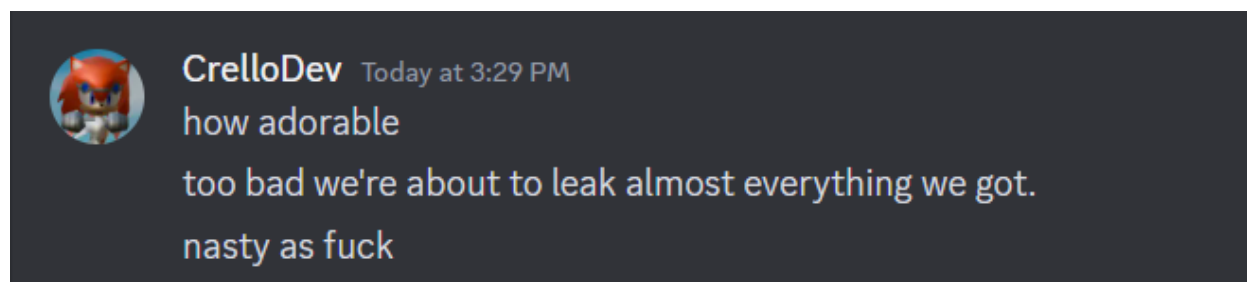 CrelloDev Today at 3:29 PM
how adorable
too bad we're about to leak almost everything we got.
nasty as fuck